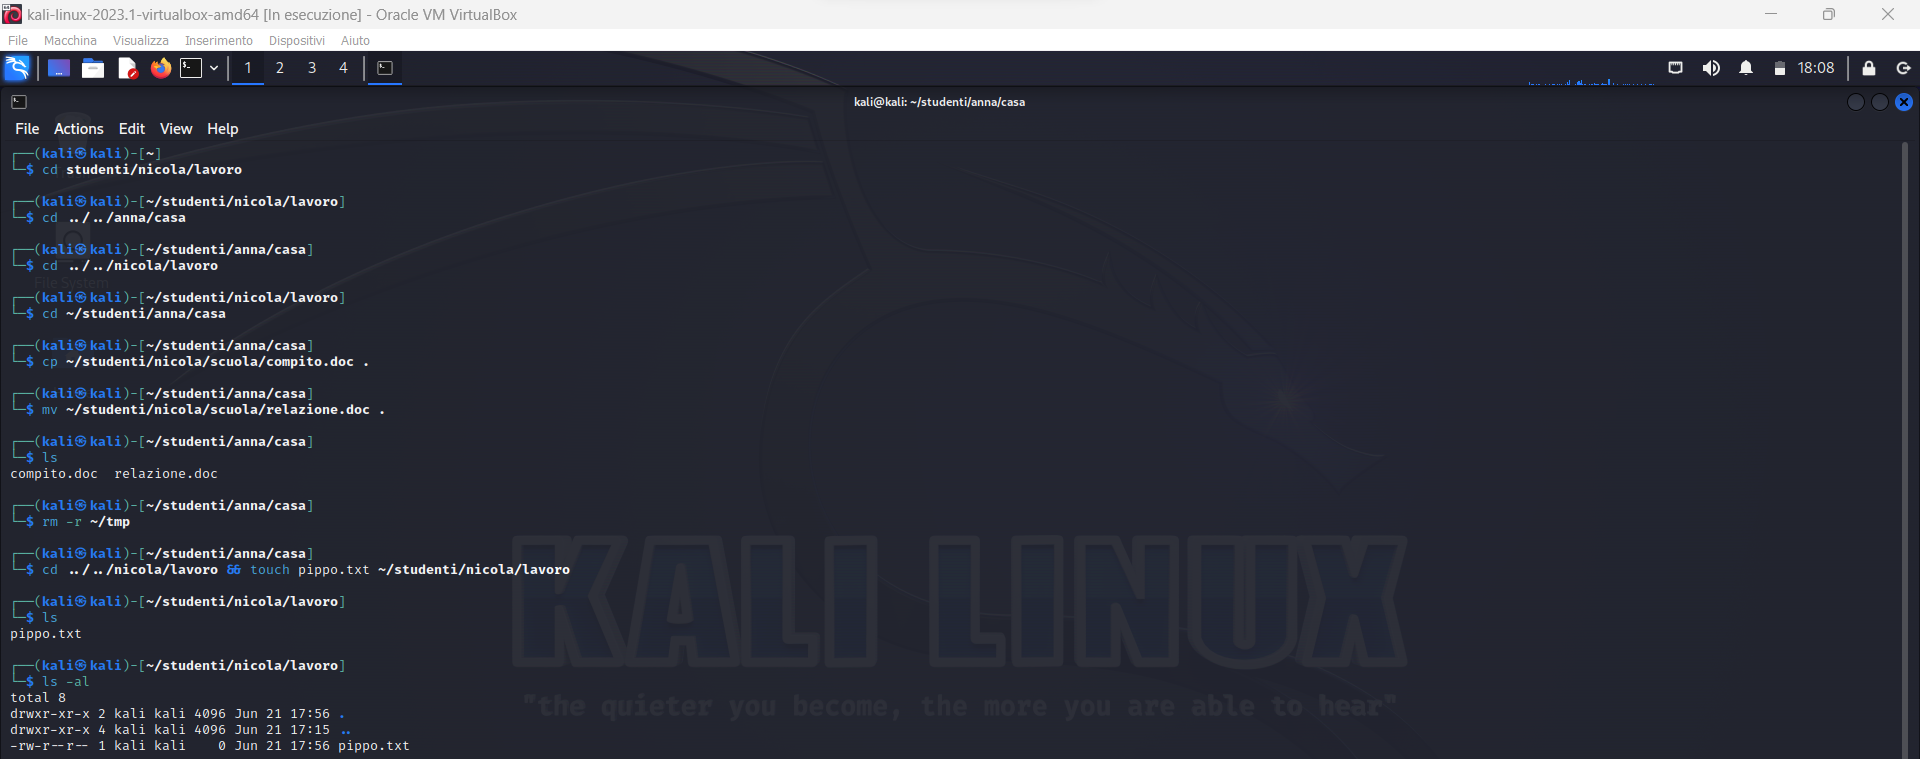 kali-linux-2023.1-virtualbox-amd64 [In esecuzione] - Oracle VM VirtualBox
File Macchina Visualizza Inserimento Dispositivi Aiuto
1 2 3 4 18:08
kali@kali: ~/studenti/anna/casa
File Actions Edit View Help
┌──(kali㉿kali)-[~]
└─$ cd studenti/nicola/lavoro
┌──(kali㉿kali)-[~/studenti/nicola/lavoro]
└─$ cd ../../anna/casa
┌──(kali㉿kali)-[~/studenti/anna/casa]
└─$ cd ../../nicola/lavoro
File System
┌──(kali㉿kali)-[~/studenti/nicola/lavoro]
└─$ cd ~/studenti/anna/casa
┌──(kali㉿kali)-[~/studenti/anna/casa]
└─$ cp ~/studenti/nicola/scuola/compito.doc .
┌──(kali㉿kali)-[~/studenti/anna/casa]
└─$ mv ~/studenti/nicola/scuola/relazione.doc .
┌──(kali㉿kali)-[~/studenti/anna/casa]
└─$ ls
compito.doc  relazione.doc
┌──(kali㉿kali)-[~/studenti/anna/casa]
└─$ rm -r ~/tmp
┌──(kali㉿kali)-[~/studenti/anna/casa]
└─$ cd ../../nicola/lavoro && touch pippo.txt ~/studenti/nicola/lavoro
┌──(kali㉿kali)-[~/studenti/nicola/lavoro]
└─$ ls
pippo.txt
┌──(kali㉿kali)-[~/studenti/nicola/lavoro]
└─$ ls -al
total 8
drwxr-xr-x 2 kali kali 4096 Jun 21 17:56 .
drwxr-xr-x 4 kali kali 4096 Jun 21 17:15 ..
-rw-r--r-- 1 kali kali    0 Jun 21 17:56 pippo.txt
KALI LINUX
"the quieter you become, the more you are able to hear"